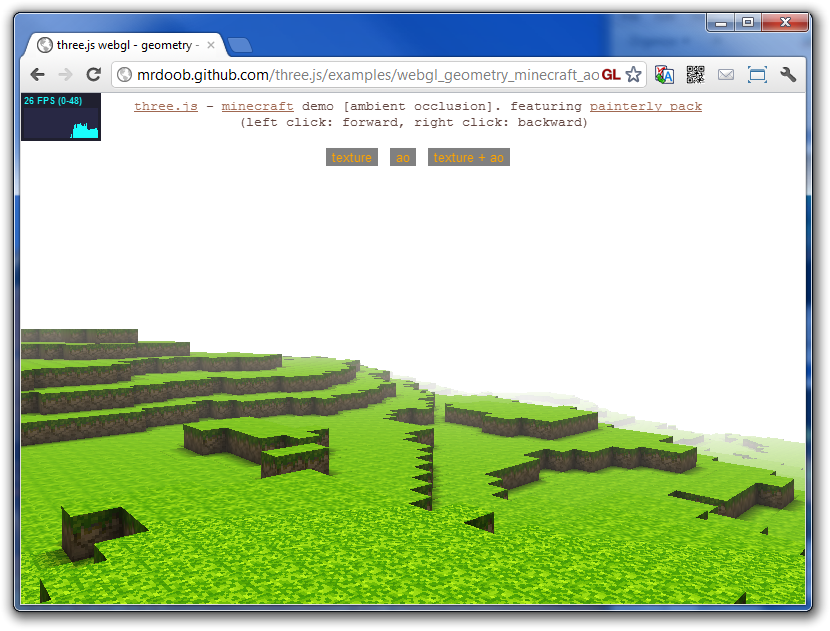 three.js webgl - geometry -
mrdoob.github.com/three.js/examples/webgl_geometry_minecraft_ao
GL
26 FPS (0-48)
three.js - minecraft demo [ambient occlusion]. featuring painterly pack
(left click: forward, right click: backward)
texture
ao
texture + ao